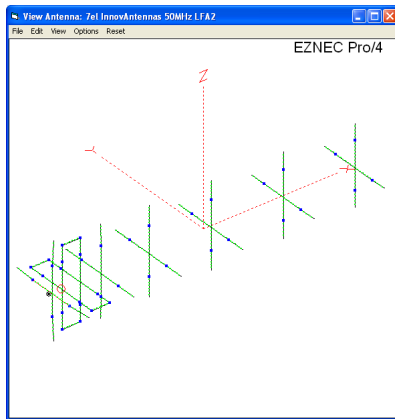 View Antenna: 7el InnovAntennas 50MHz LFA2
File Edit View Options Reset
EZNEC Pro/4
Z
Y
X